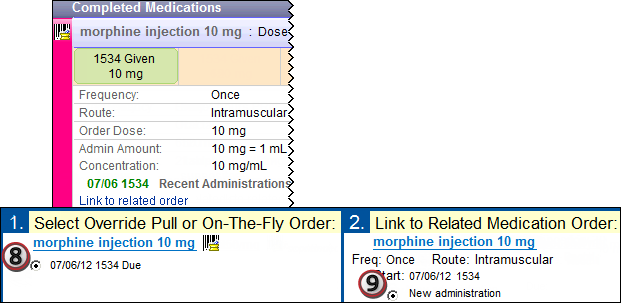 Completed Medications
morphine injection 10 mg : Dose
1534 Given
10 mg
Frequency: Once
Route: Intramuscular
Order Dose: 10 mg
Admin Amount: 10 mg = 1 mL
Concentration: 10 mg/mL
07/06 1534 Recent Administrations
Link to related order
1. Select Override Pull or On-The-Fly Order:
morphine injection 10 mg
8
07/06/12 1534 Due
2. Link to Related Medication Order:
morphine injection 10 mg
Freq: Once Route: Intramuscular
Start: 07/06/12 1534
9
New administration